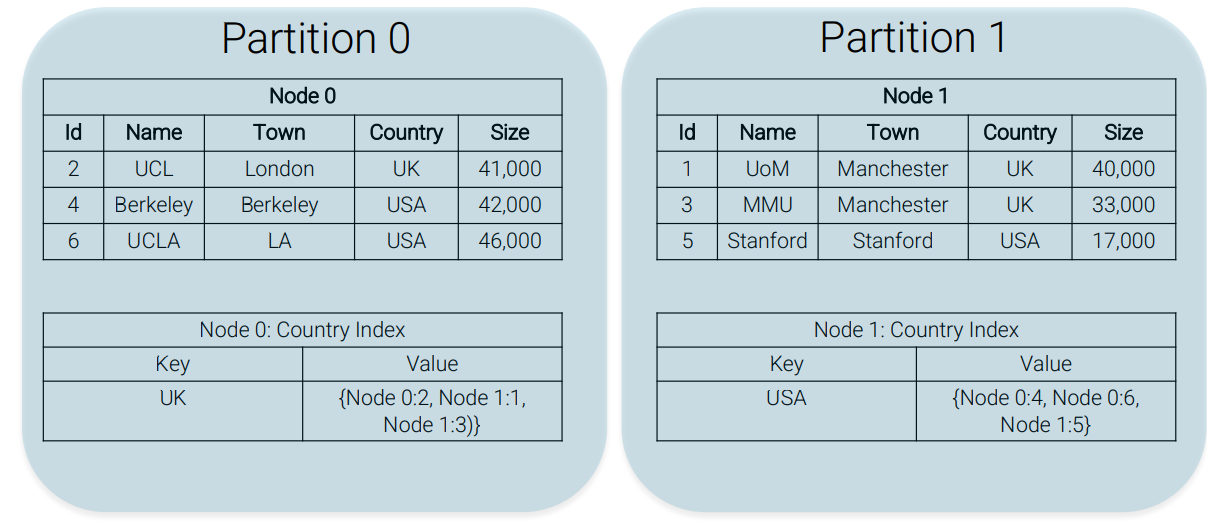 Partition 0
Node 0
Id Name Town Country Size
2 UCL London UK 41,000
4 Berkeley Berkeley USA 42,000
6 UCLA LA USA 46,000
Node 0: Country Index
Key Value
UK {Node 0:2, Node 1:1,
Node 1:3)}
Partition 1
Node 1
Id Name Town Country Size
1 UoM Manchester UK 40,000
3 MMU Manchester UK 33,000
5 Stanford Stanford USA 17,000
Node 1: Country Index
Key Value
USA {Node 0:4, Node 0:6,
Node 1:5}